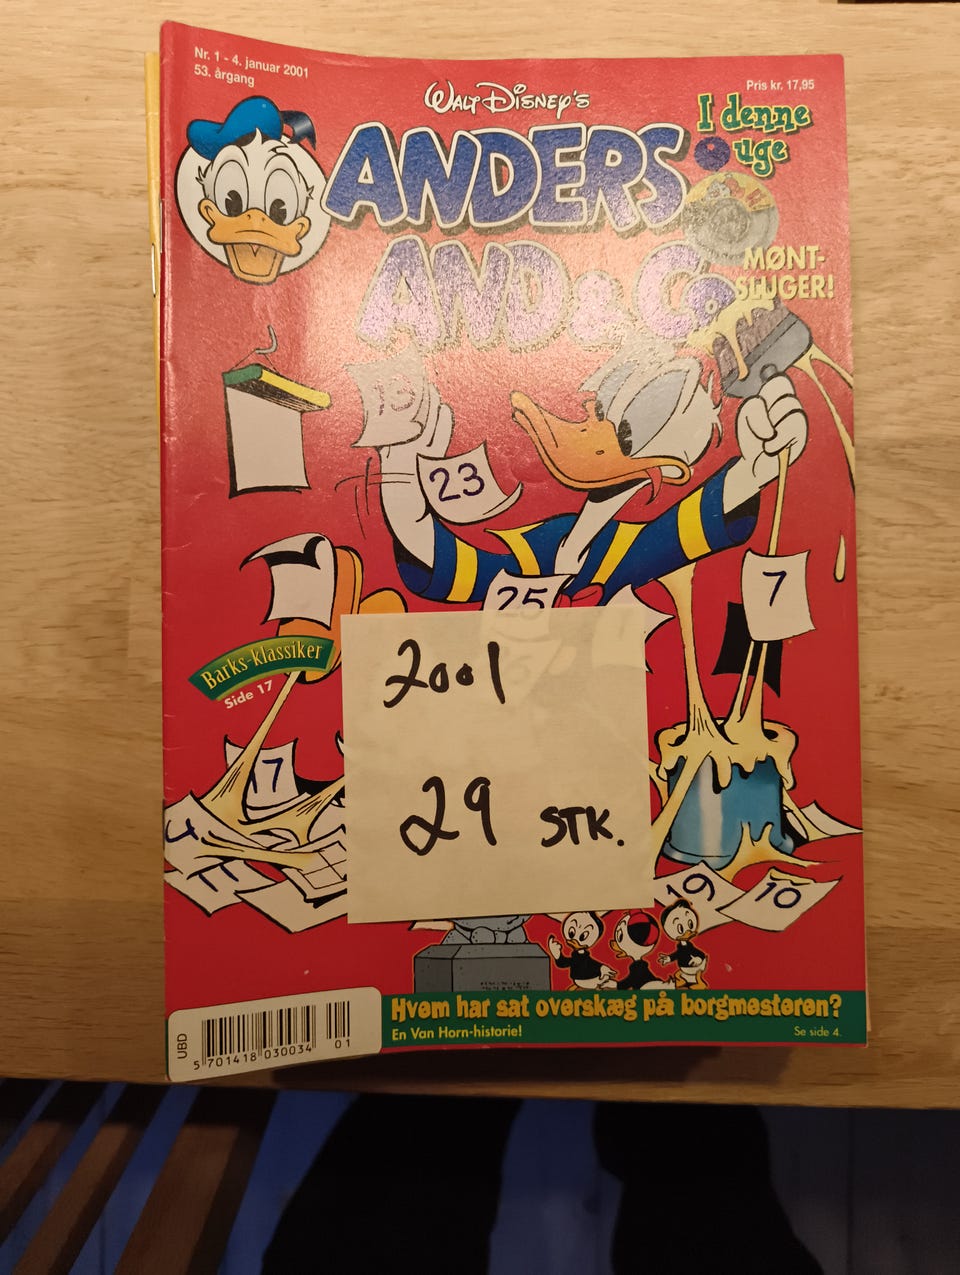 Nr. 1 - 4. januar 2001
53. årgang
Pris kr. 17,95
WALT DISNEY'S
ANDERS
AND & Co
I denne
uge
MØNT-
SLUGER!
23
25
7
Barks-klassiker
Side 17
2001
29 STK.
17
19
10
Hvem har sat overskæg på borgmesteren?
En Van Horn-historie!
Se side 4.
UBD
5 701418 030034
01